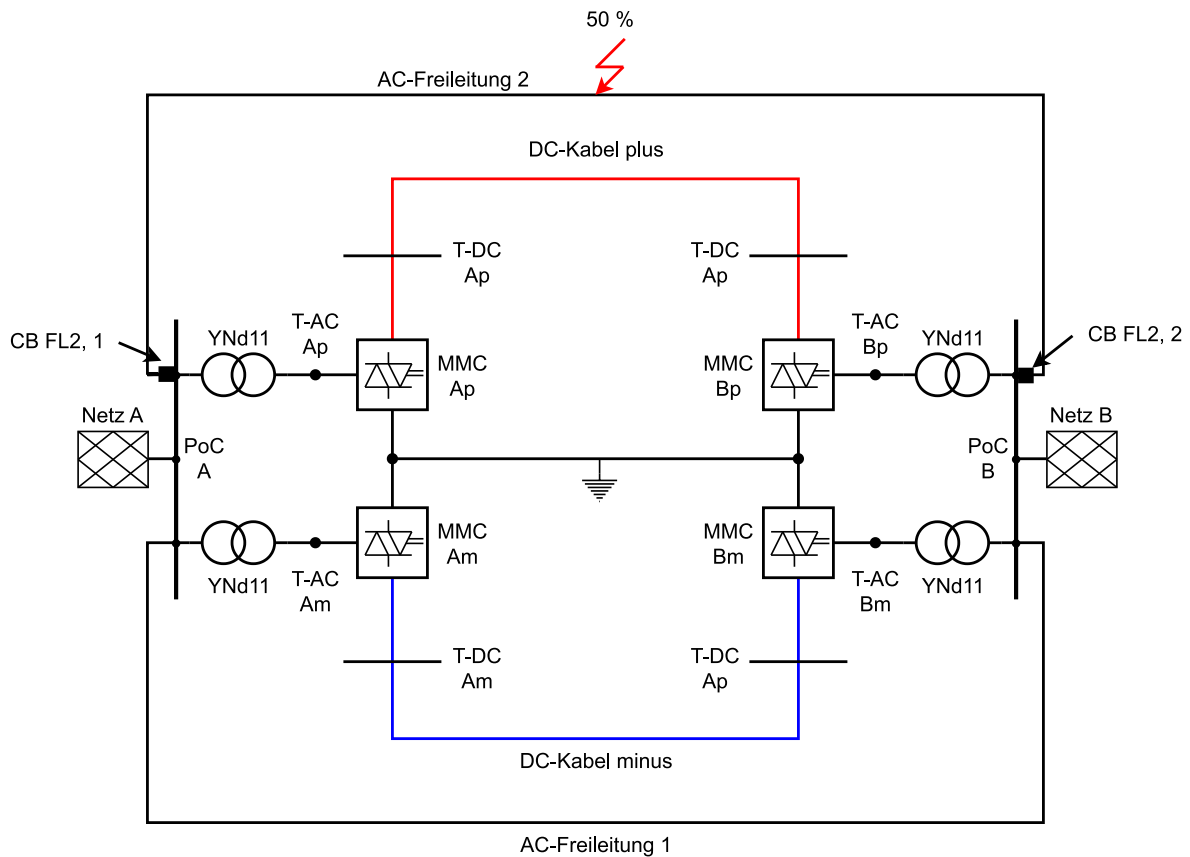 50 %
AC-Freileitung 2
DC-Kabel plus
T-DC
Ap
T-DC
Ap
CB FL2, 1
YNd11
T-AC
Ap
MMC
Ap
MMC
Bp
T-AC
Bp
YNd11
CB FL2, 2
Netz A
PoC
A
PoC
B
Netz B
YNd11
T-AC
Am
MMC
Am
MMC
Bm
T-AC
Bm
YNd11
T-DC
Am
T-DC
Ap
DC-Kabel minus
AC-Freileitung 1